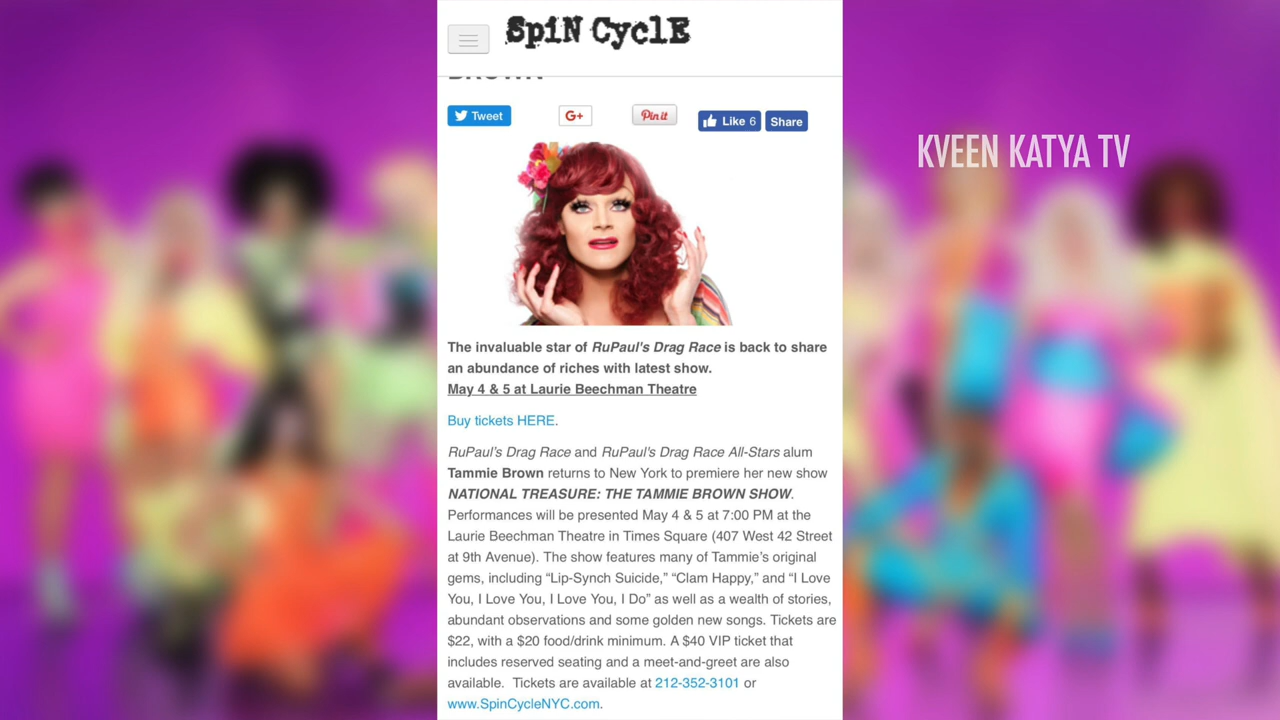 SpiN CyclE
BROWN
Tweet
G+
Pin it
Like 6
Share
KVEEN KATYA TV
The invaluable star of RuPaul's Drag Race is back to share
an abundance of riches with latest show.
May 4 & 5 at Laurie Beechman Theatre
Buy tickets HERE.
RuPaul's Drag Race and RuPaul's Drag Race All-Stars alum
Tammie Brown returns to New York to premiere her new show
NATIONAL TREASURE: THE TAMMIE BROWN SHOW.
Performances will be presented May 4 & 5 at 7:00 PM at the
Laurie Beechman Theatre in Times Square (407 West 42 Street
at 9th Avenue). The show features many of Tammie's original
gems, including “Lip-Synch Suicide,” “Clam Happy,” and “I Love
You, I Love You, I Love You, I Do” as well as a wealth of stories,
abundant observations and some golden new songs. Tickets are
$22, with a $20 food/drink minimum. A $40 VIP ticket that
includes reserved seating and a meet-and-greet are also
available. Tickets are available at 212-352-3101 or
www.SpinCycleNYC.com.